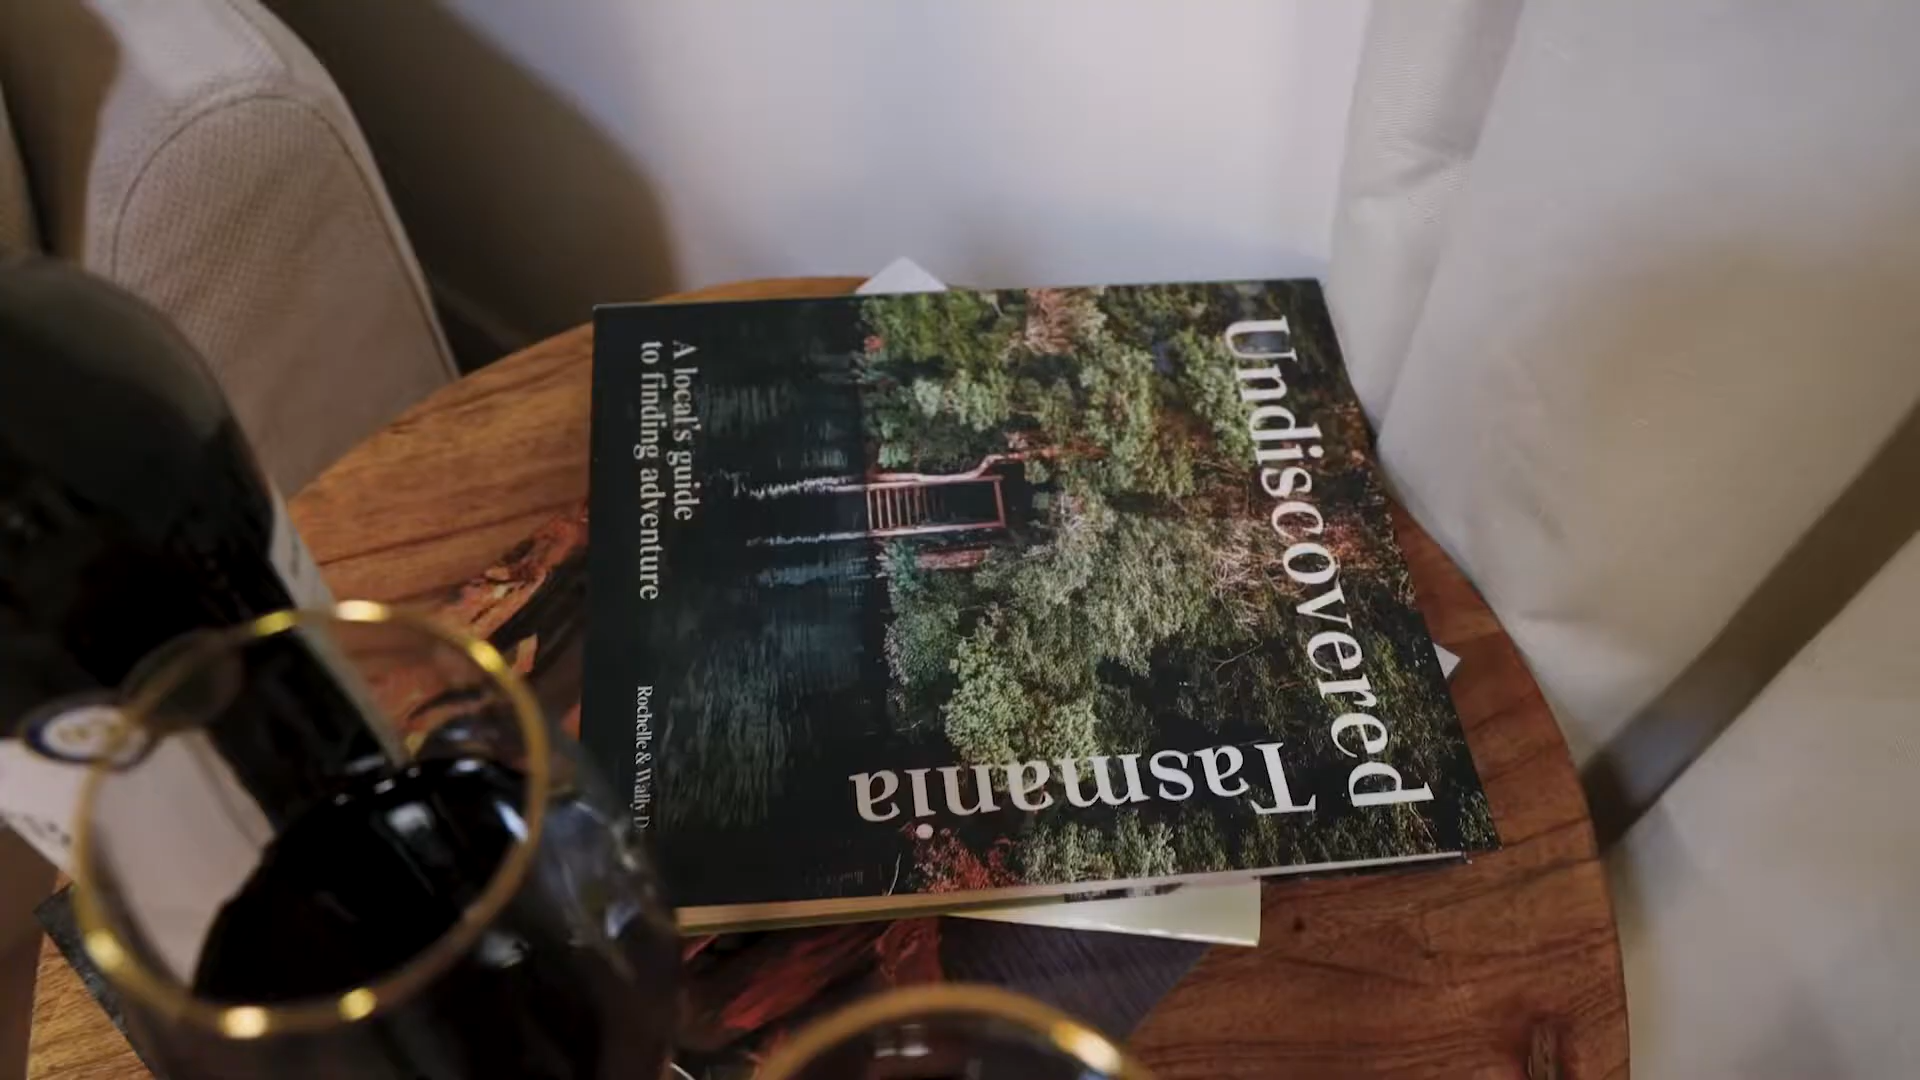 Undiscovered
Tasmania
A local's guide
to finding adventure
Rochelle & Wally D